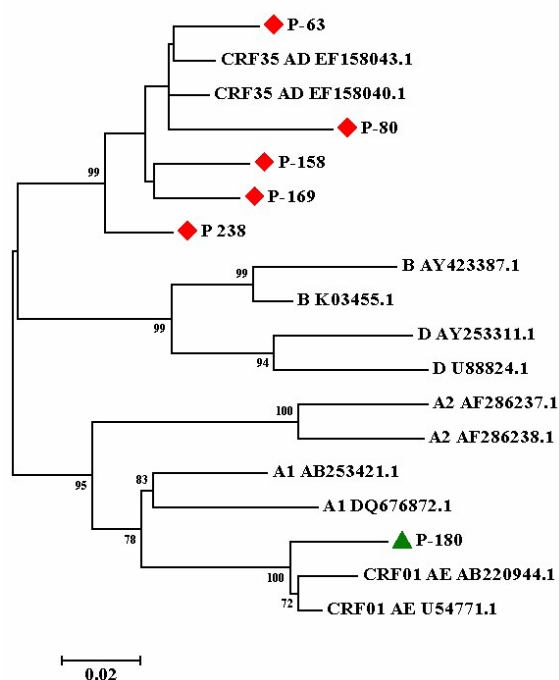 P-63
CRF35 AD EF158043.1
CRF35 AD EF158040.1
P-80
P-158
P-169
99
P 238
B AY423387.1
99
B K03455.1
99
D AY253311.1
94
D U88824.1
A2 AF286237.1
100
A2 AF286238.1
95
A1 AB253421.1
83
A1 DQ676872.1
78
P-180
100
CRF01 AE AB220944.1
72
CRF01 AE U54771.1
0.02